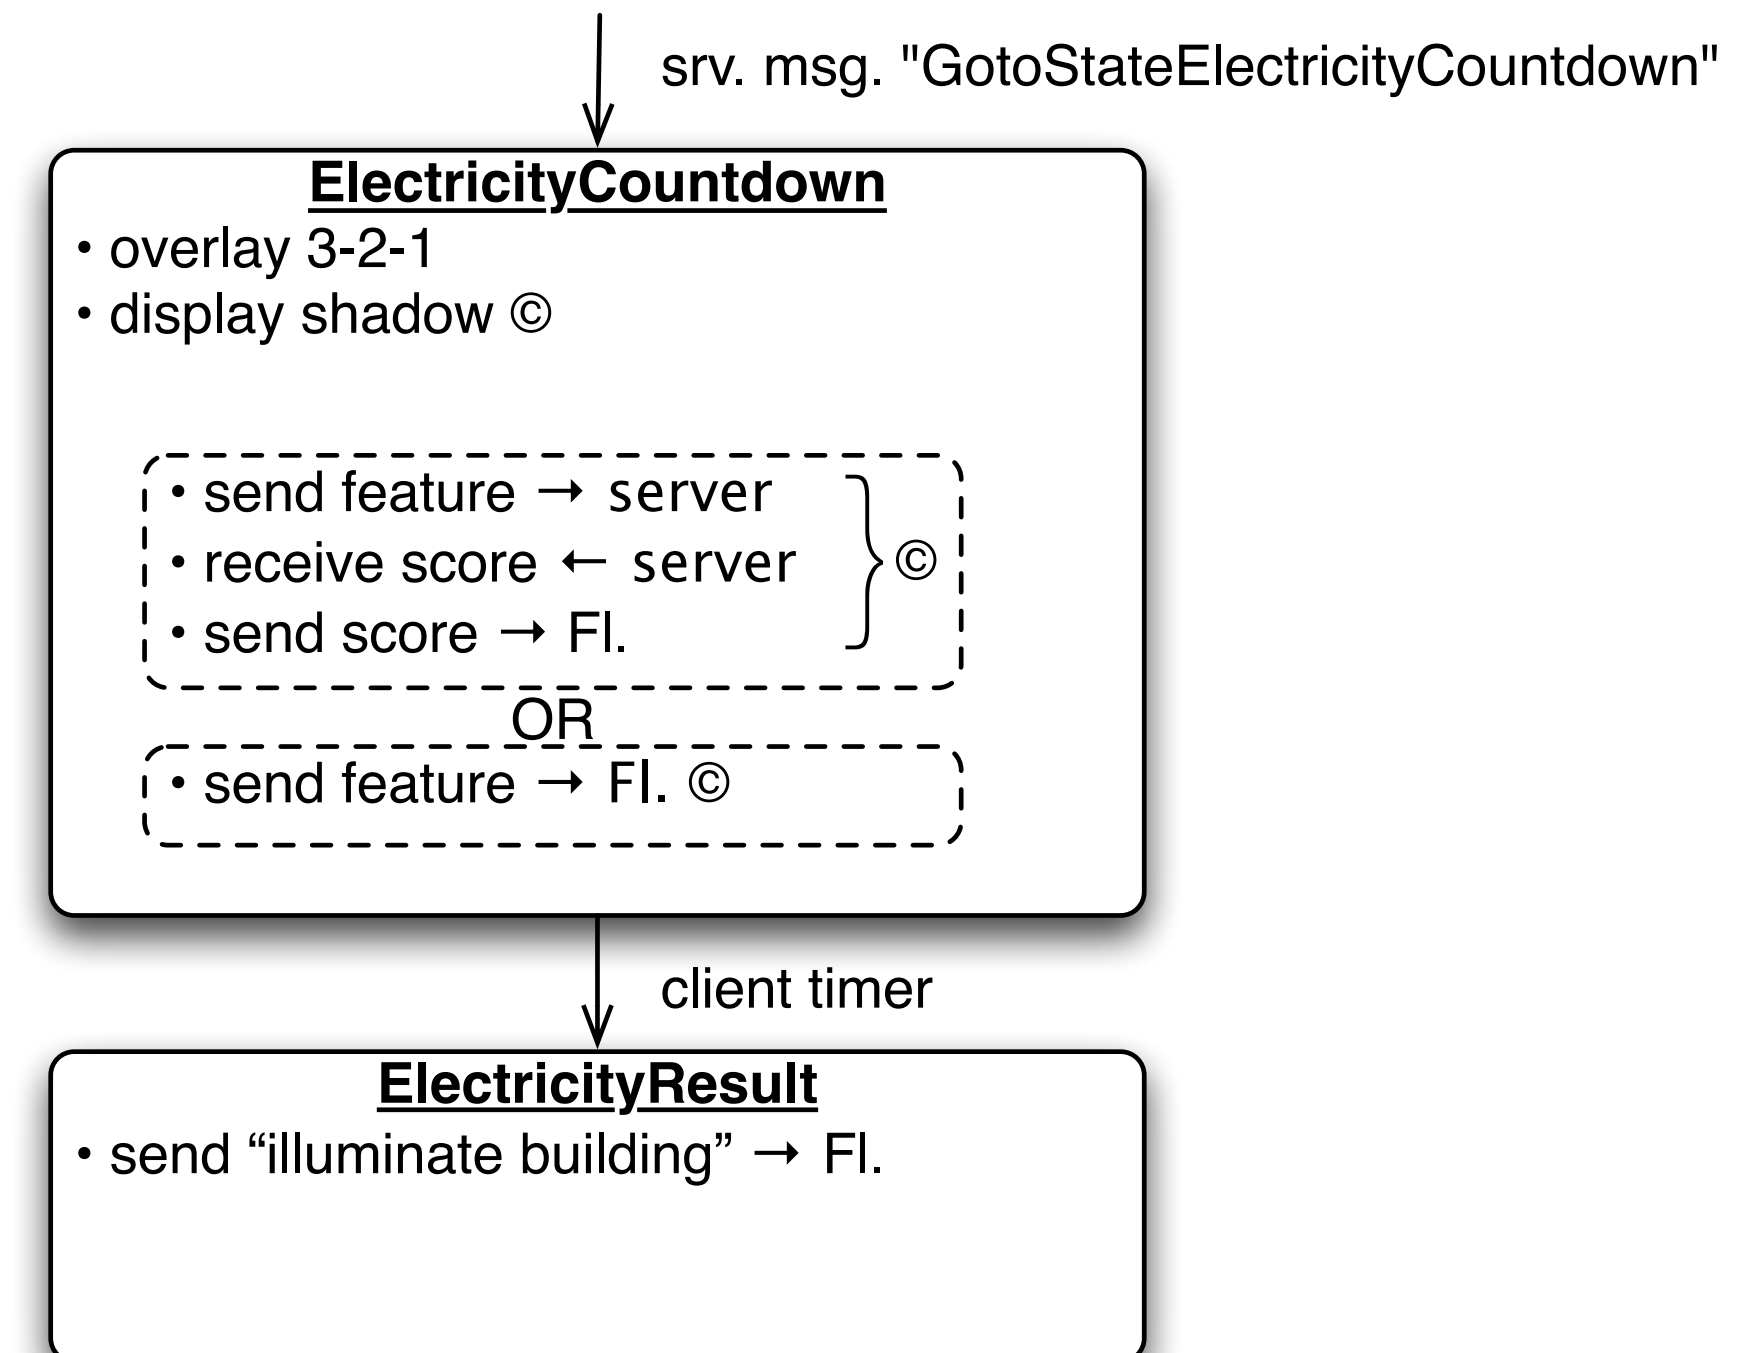 srv. msg. "GotoStateElectricityCountdown"
ElectricityCountdown
• overlay 3-2-1
• display shadow ©
• send feature → server
• receive score ← server
©
• send score → Fl.
OR
• send feature → Fl. ©
client timer
ElectricityResult
• send “illuminate building” → Fl.